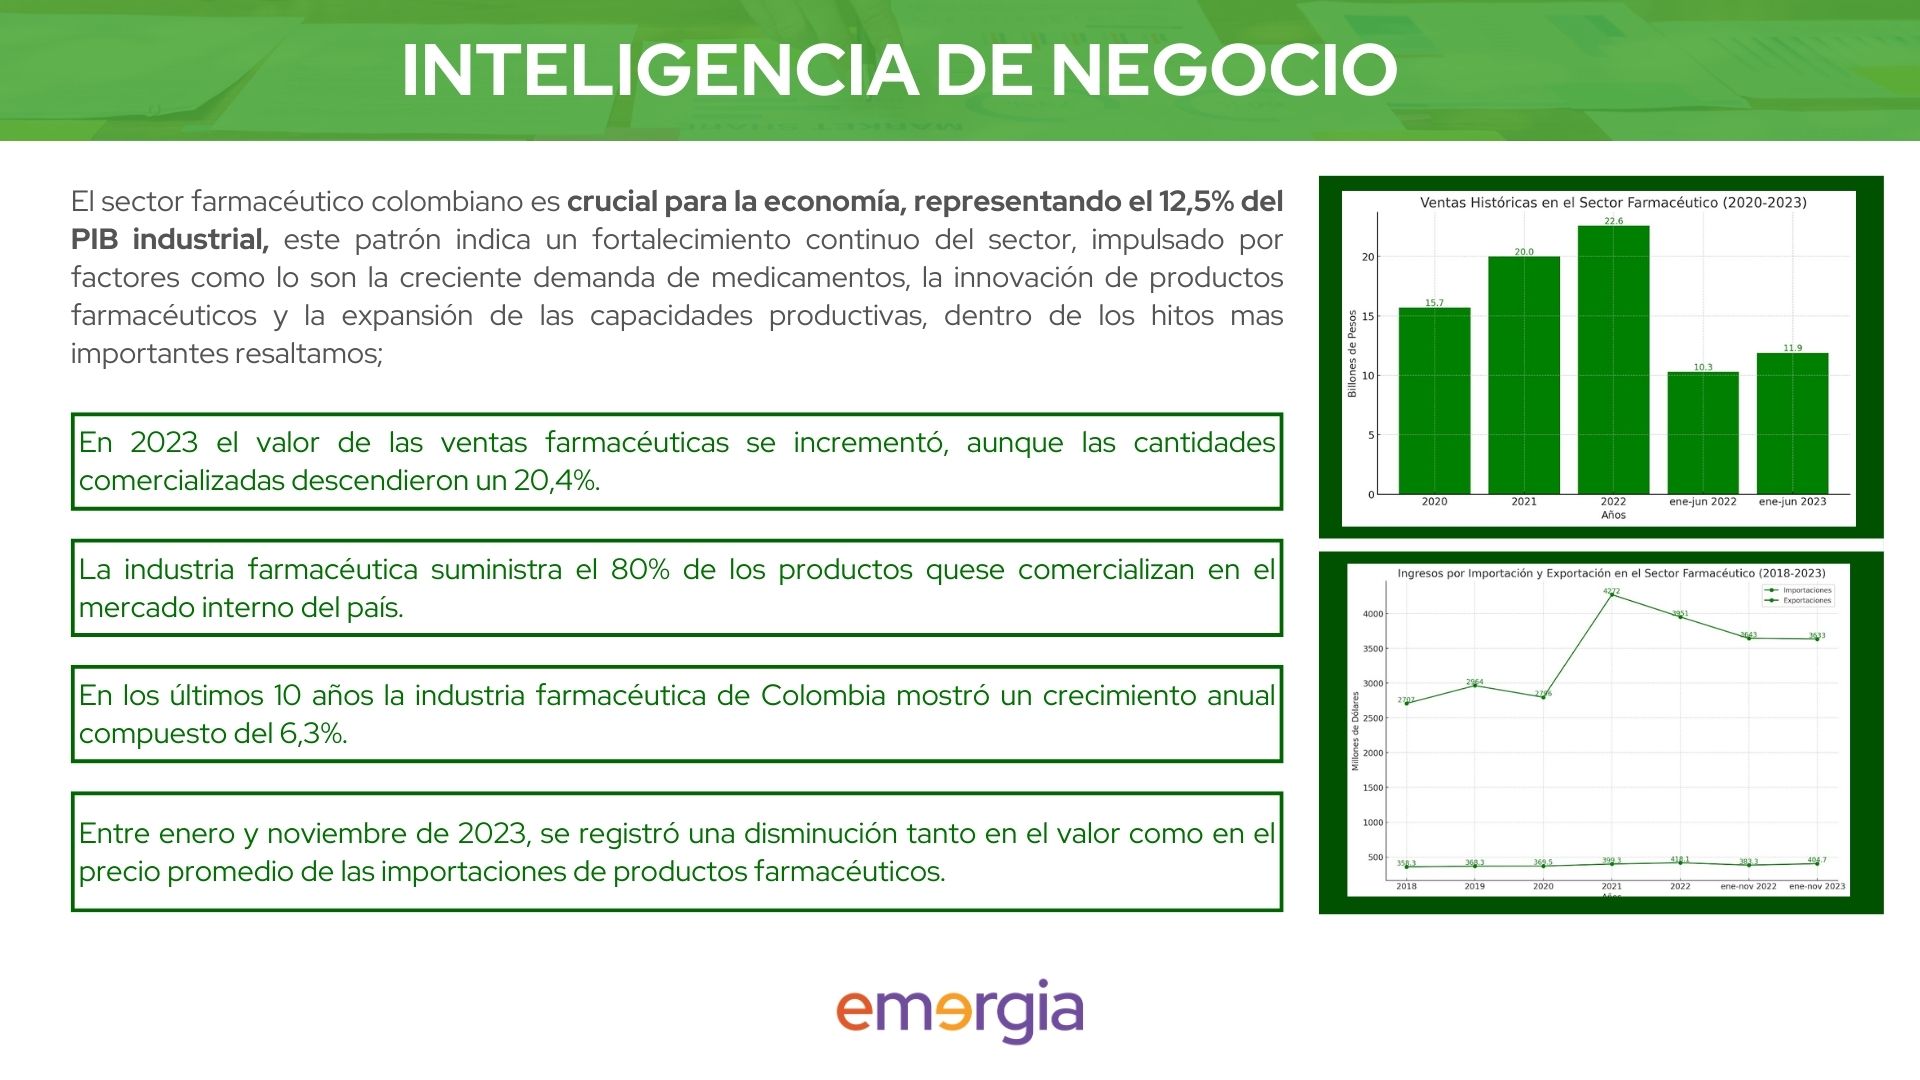 INTELIGENCIA DE NEGOCIO
El sector farmacéutico colombiano es crucial para la economía, representando el 12,5% del
PIB industrial, este patrón indica un fortalecimiento continuo del sector, impulsado por
factores como lo son la creciente demanda de medicamentos, la innovación de productos
farmacéuticos y la expansión de las capacidades productivas, dentro de los hitos mas
importantes resaltamos;
En 2023 el valor de las ventas farmacéuticas se incrementó, aunque las cantidades
comercializadas descendieron un 20,4%.
La industria farmacéutica suministra el 80% de los productos quese comercializan en el
mercado interno del país.
En los últimos 10 años la industria farmacéutica de Colombia mostró un crecimiento anual
compuesto del 6,3%.
Entre enero y noviembre de 2023, se registró una disminución tanto en el valor como en el
precio promedio de las importaciones de productos farmacéuticos.
Ventas Históricas en el Sector Farmacéutico (2020-2023)
22.6
20.0
15.7
11.9
10.3
20
15
10
5
0
Billones de Pesos
2020 2021 2022 ene-jun 2022 ene-jun 2023
Años
Ingresos por Importación y Exportación en el Sector Farmacéutico (2018-2023)
Importaciones
Exportaciones
4272
3951
3643 3633
2964
2707 2796
4000
3500
3000
2500
2000
1500
1000
500
Millones de Dólares
358.3 368.3 369.5 399.3 418.1 383.3 404.7
2018 2019 2020 2021 2022 ene-nov 2022 ene-nov 2023
Años
emergia